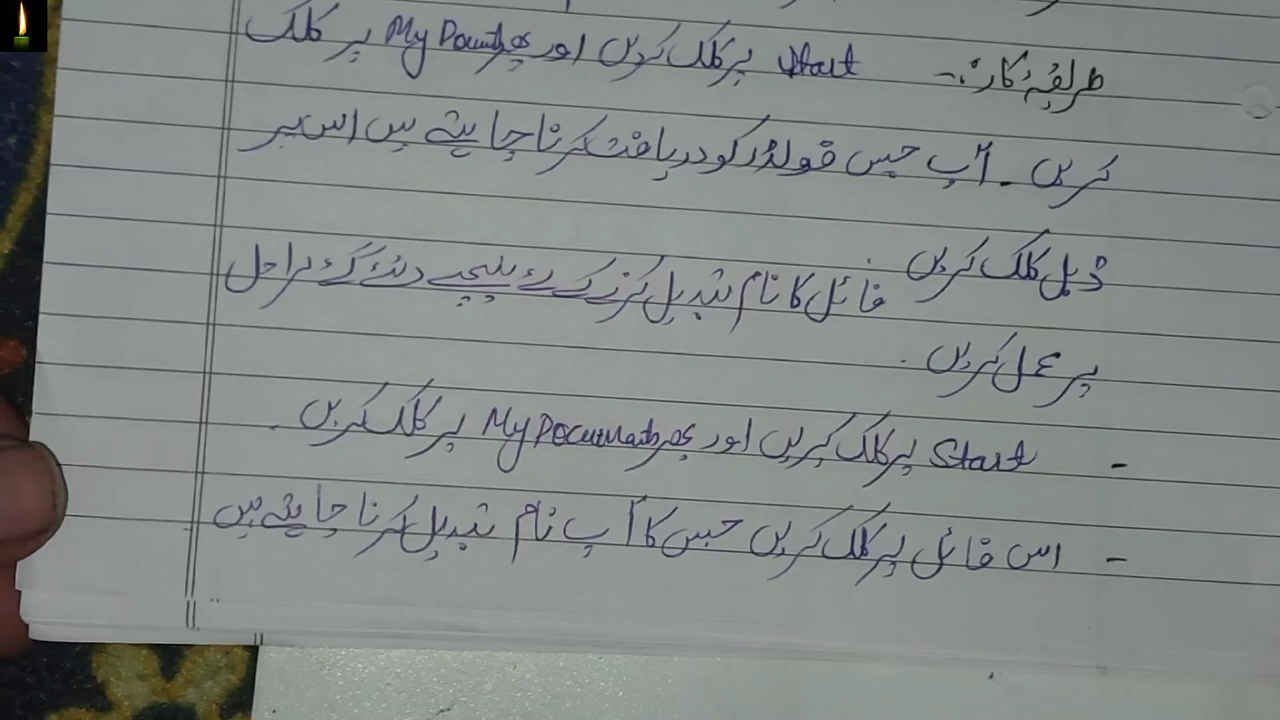 طریقہ کار:۔ Start پر کلک کریں اور My Documents پر کلک
کریں ۔ آپ جس فولڈر کو دریافت کرنا چاہتے ہیں اس پر
ڈبل کلک کریں فائل کا نام تبدیل کرنے کے لئے نیچے دئے گئے مراحل
پر عمل کریں ۔
- Start پر کلک کریں اور My Documents پر کلک کریں ۔
- اس فائل پر کلک کریں جس کا آپ نام تبدیل کرنا چاہتے ہیں